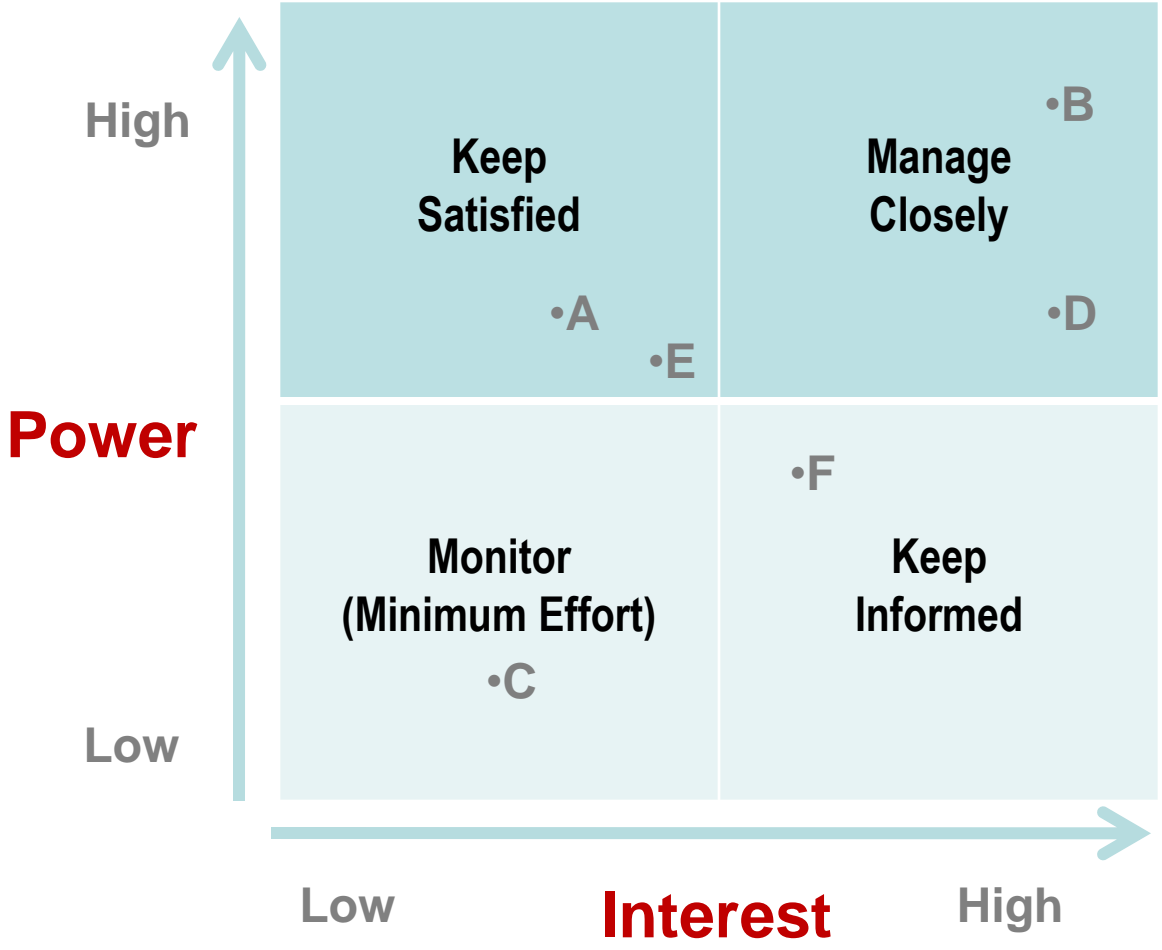 High
Keep
Satisfied
Manage
Closely
•B
•A
•E
•D
Power
•F
Monitor
(Minimum Effort)
Keep
Informed
•C
Low
Low
Interest
High